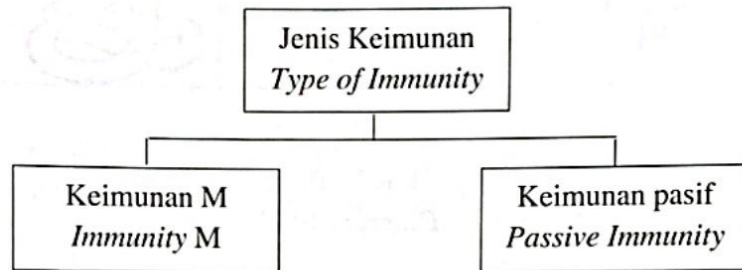 Jenis Keimunan
Type of Immunity
Keimunan M
Immunity M
Keimunan pasif
Passive Immunity